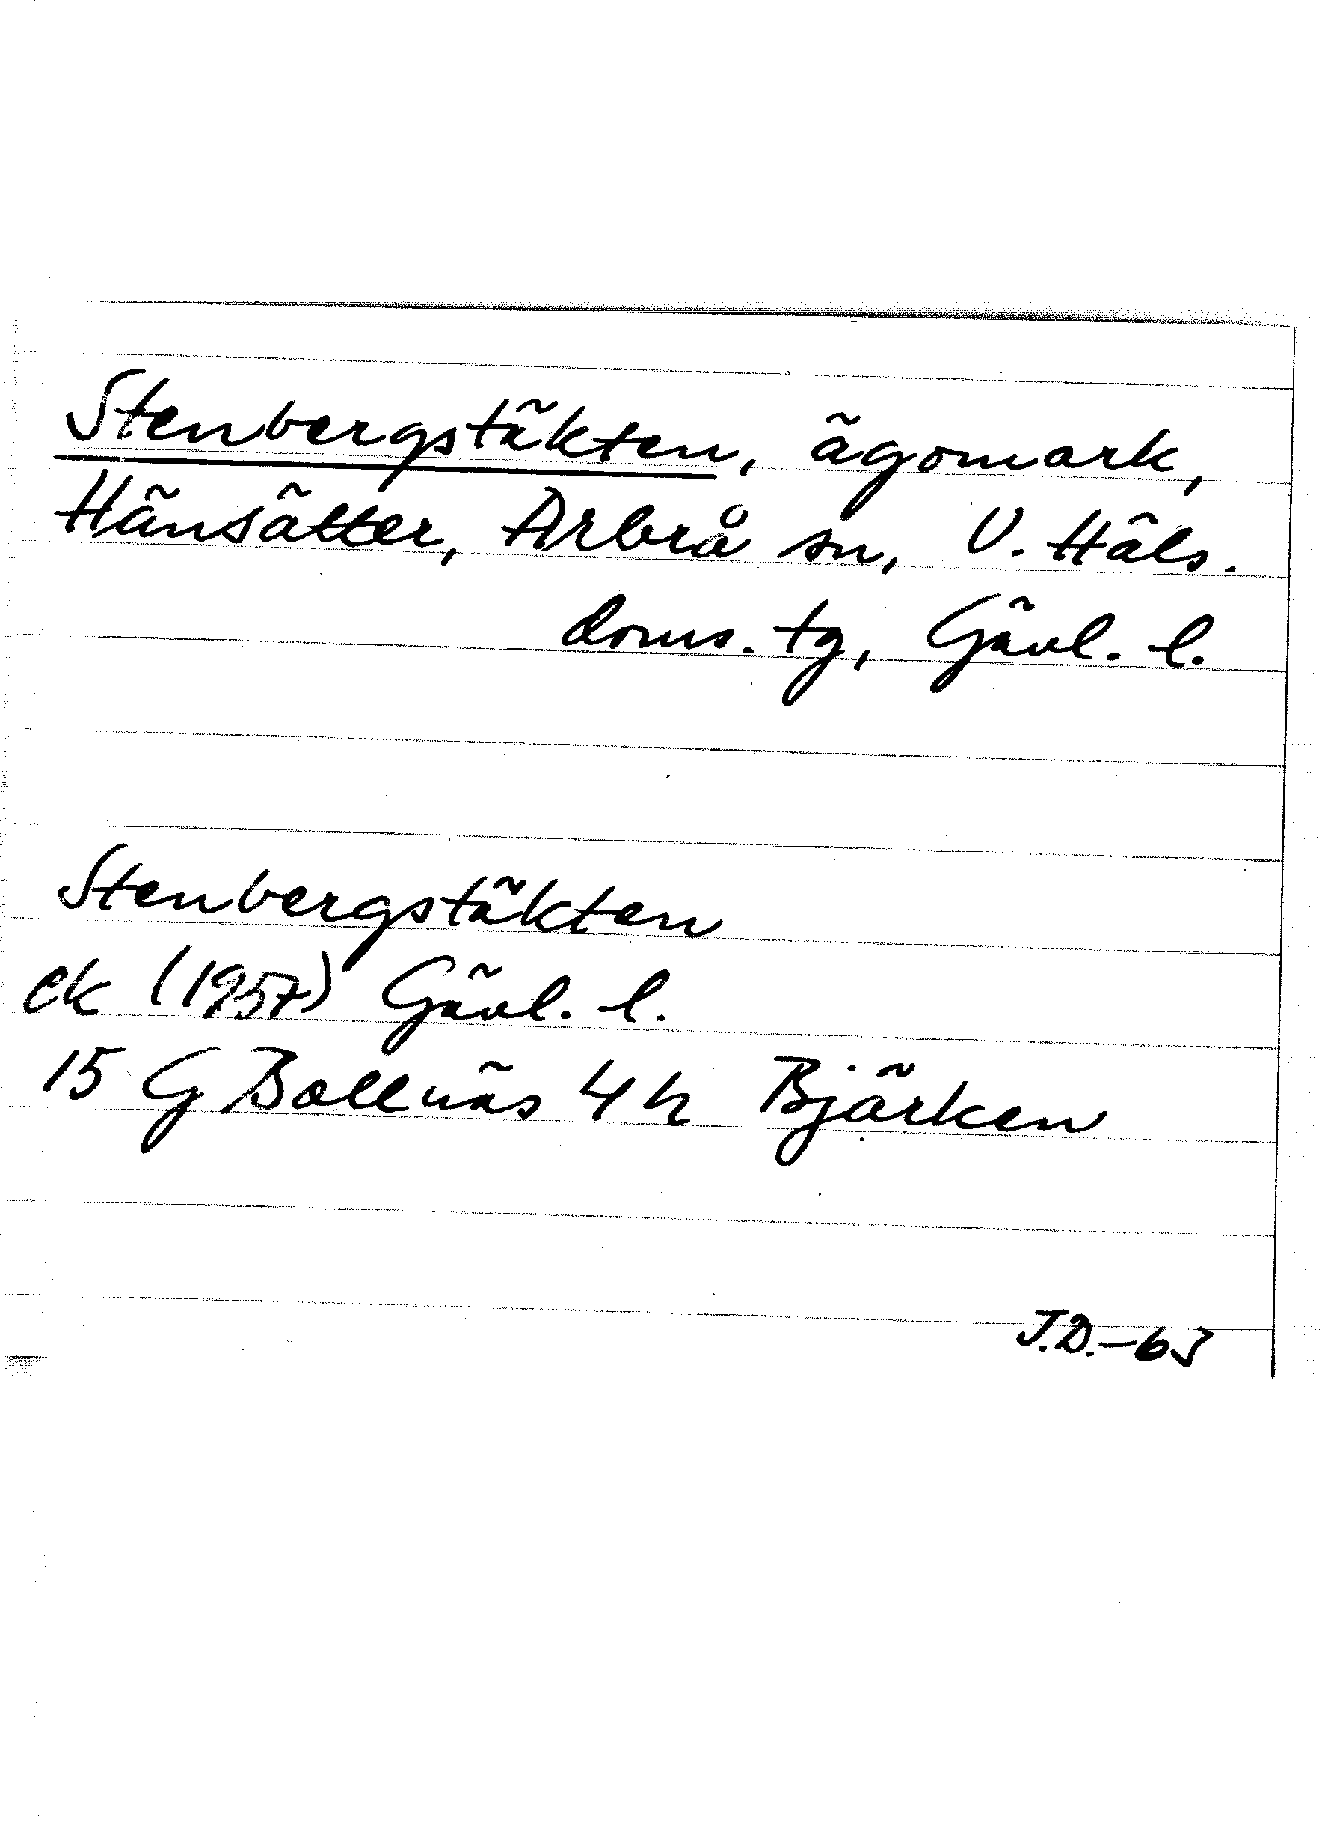 Stenbergstäkten, ägomark,
Hänsätter, Arbrå sn, V. Häls.
doms. tg, Gävl. l.
Stenbergstäkten
ek (1957) Gävl. l.
15 G Bollnäs 4 h Bjärken
J.D.-63